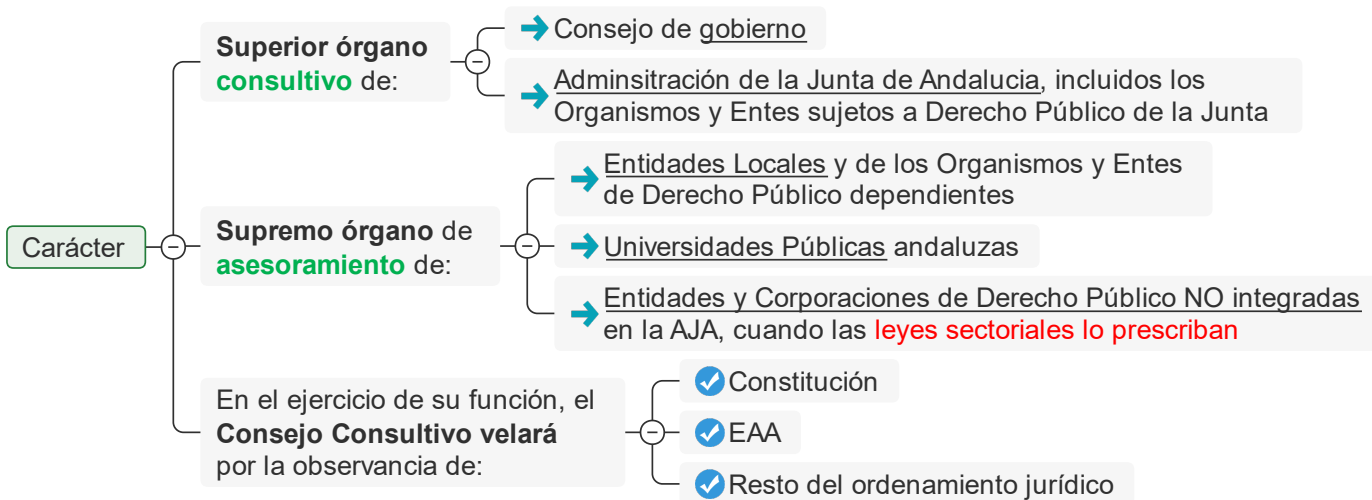 Carácter
Superior órgano
consultivo de:
Consejo de gobierno
Adminsitración de la Junta de Andalucia, incluidos los
Organismos y Entes sujetos a Derecho Público de la Junta
Supremo órgano de
asesoramiento de:
Entidades Locales y de los Organismos y Entes
de Derecho Público dependientes
Universidades Públicas andaluzas
Entidades y Corporaciones de Derecho Público NO integradas
en la AJA, cuando las leyes sectoriales lo prescriban
En el ejercicio de su función, el
Consejo Consultivo velará
por la observancia de:
Constitución
EAA
Resto del ordenamiento jurídico